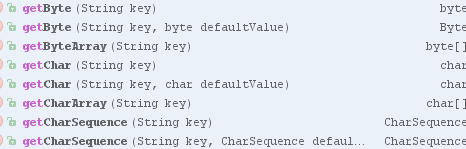 getByte(String key) byte
getByte(String key, byte defaultValue) Byte
getByteArray(String key) byte[]
getChar(String key) char
getChar(String key, char defaultValue) char
getCharArray(String key) char[]
getCharSequence(String key) CharSequence
getCharSequence(String key, CharSequence defaul... CharSequence